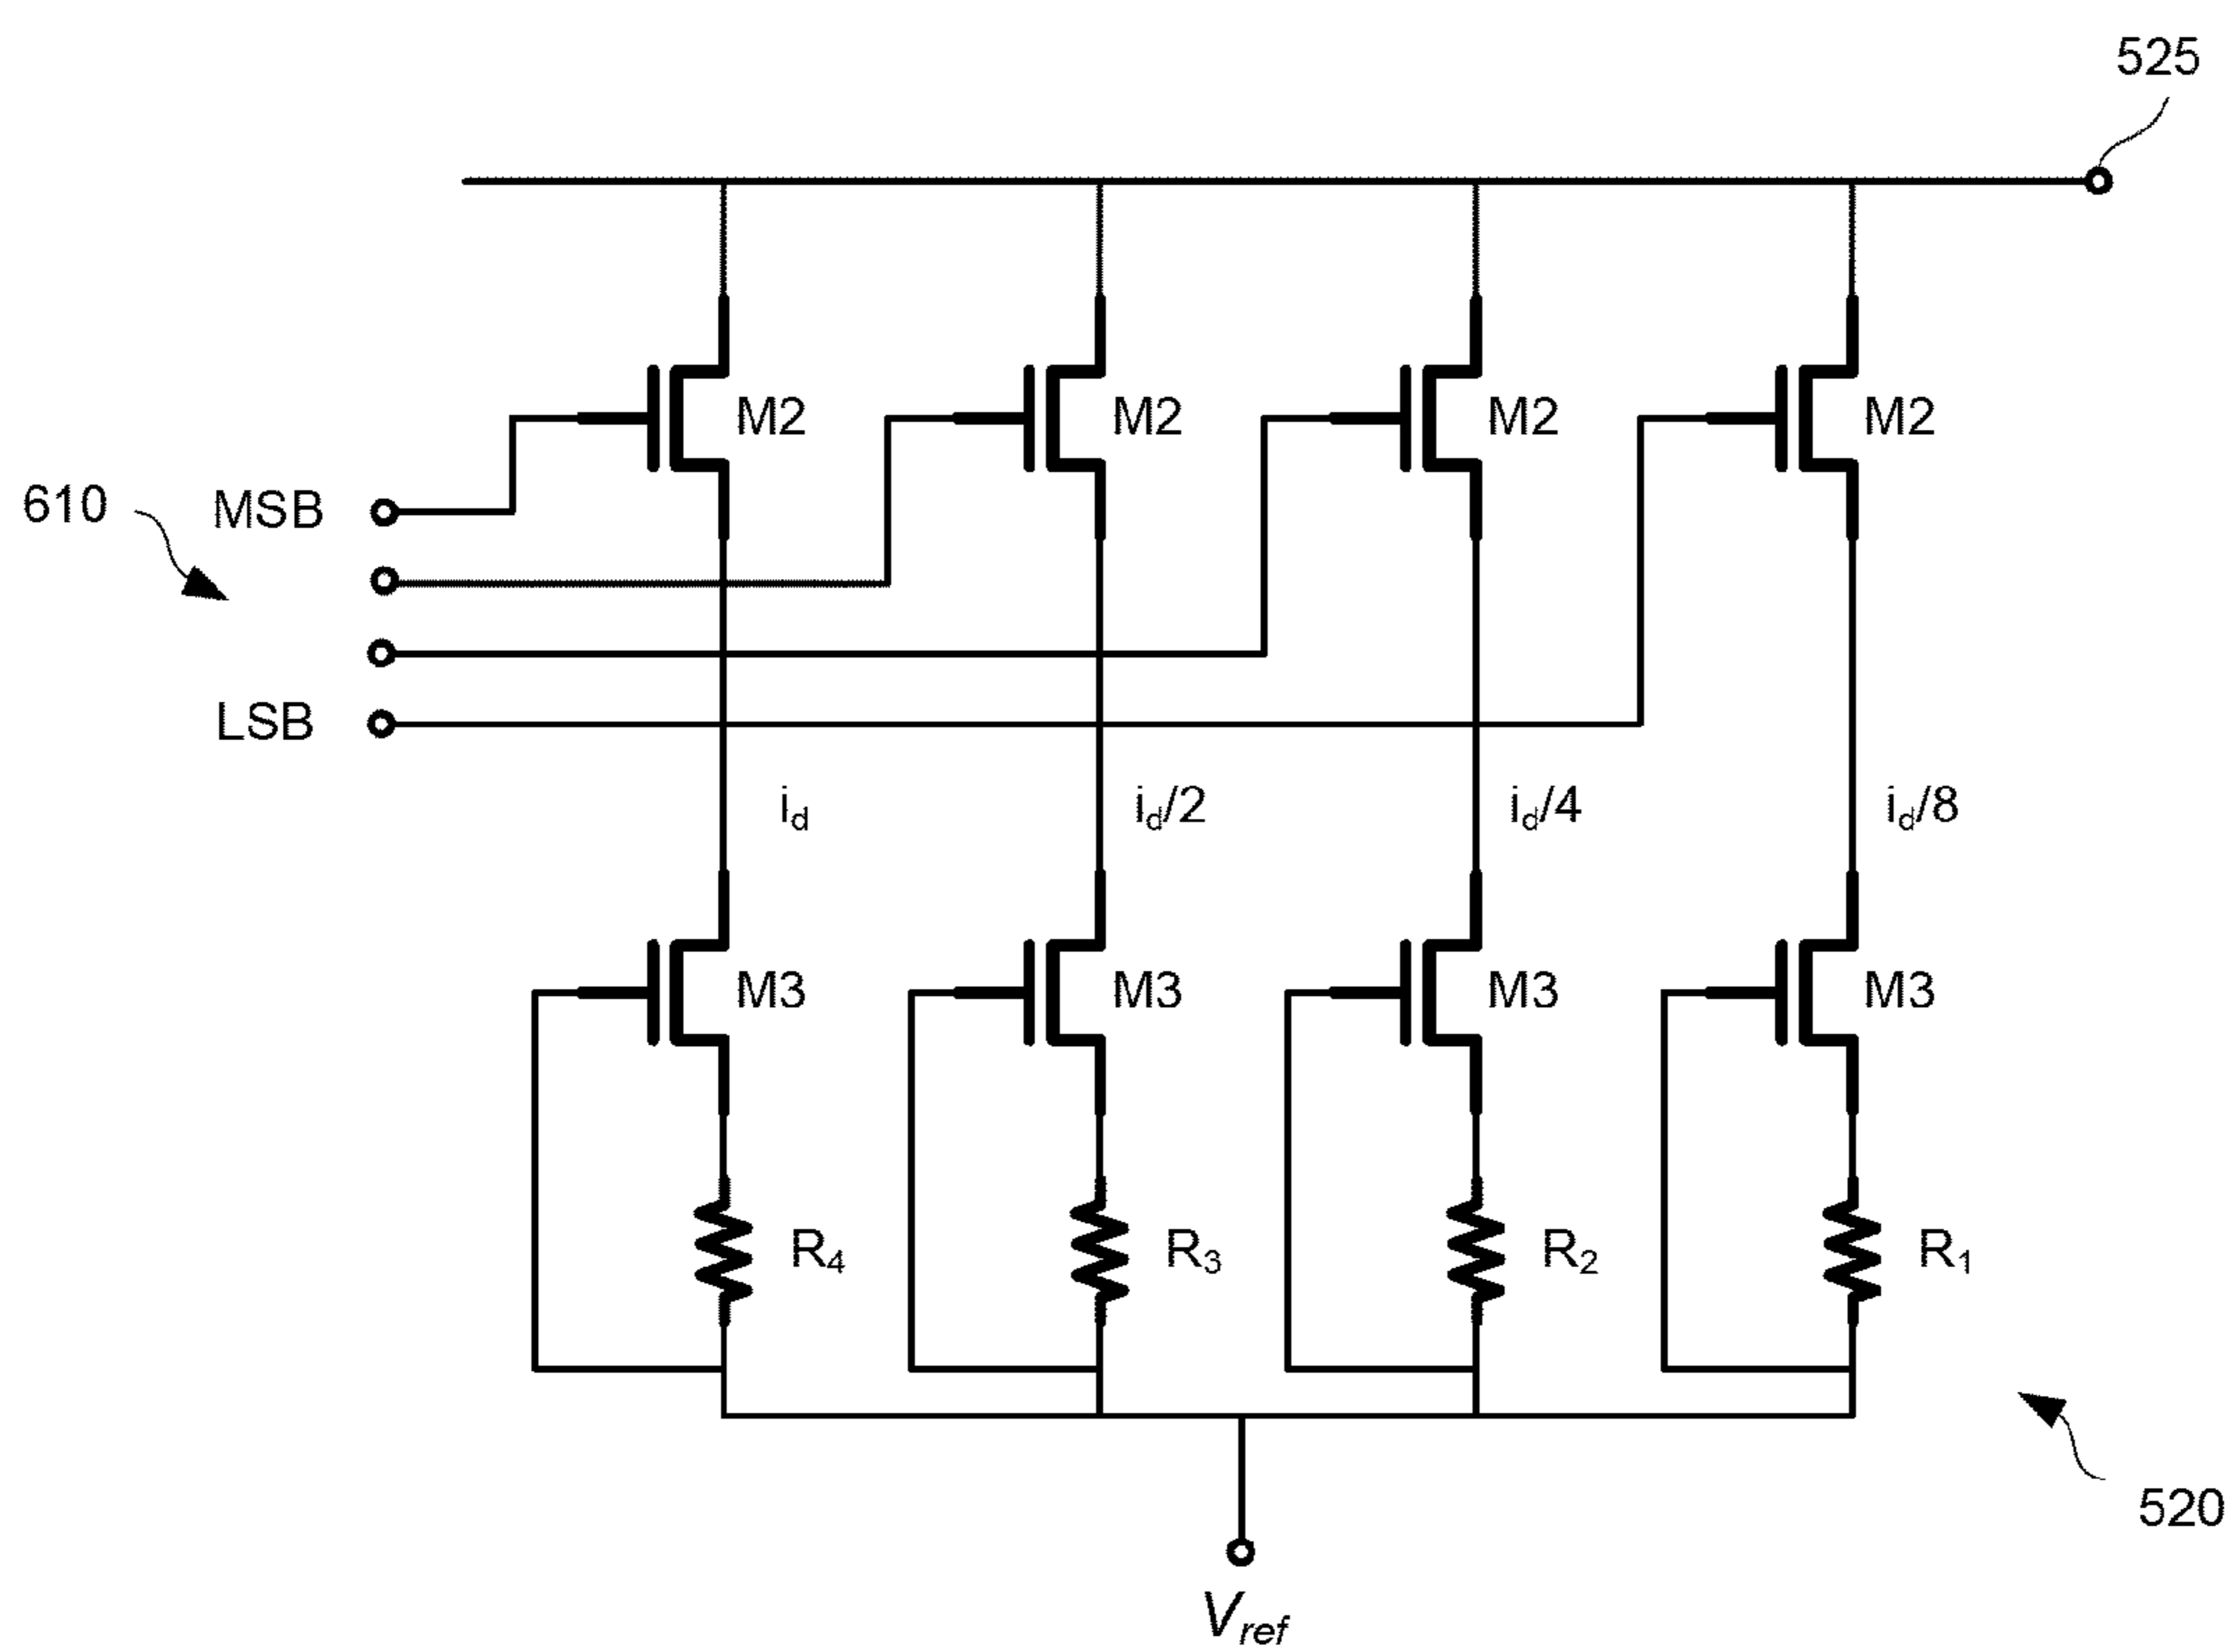 525
M2 M2 M2 M2
610 MSB
LSB
i_d i_d/2 i_d/4 i_d/8
M3 M3 M3 M3
R₄ R₃ R₂ R₁
520
V_ref